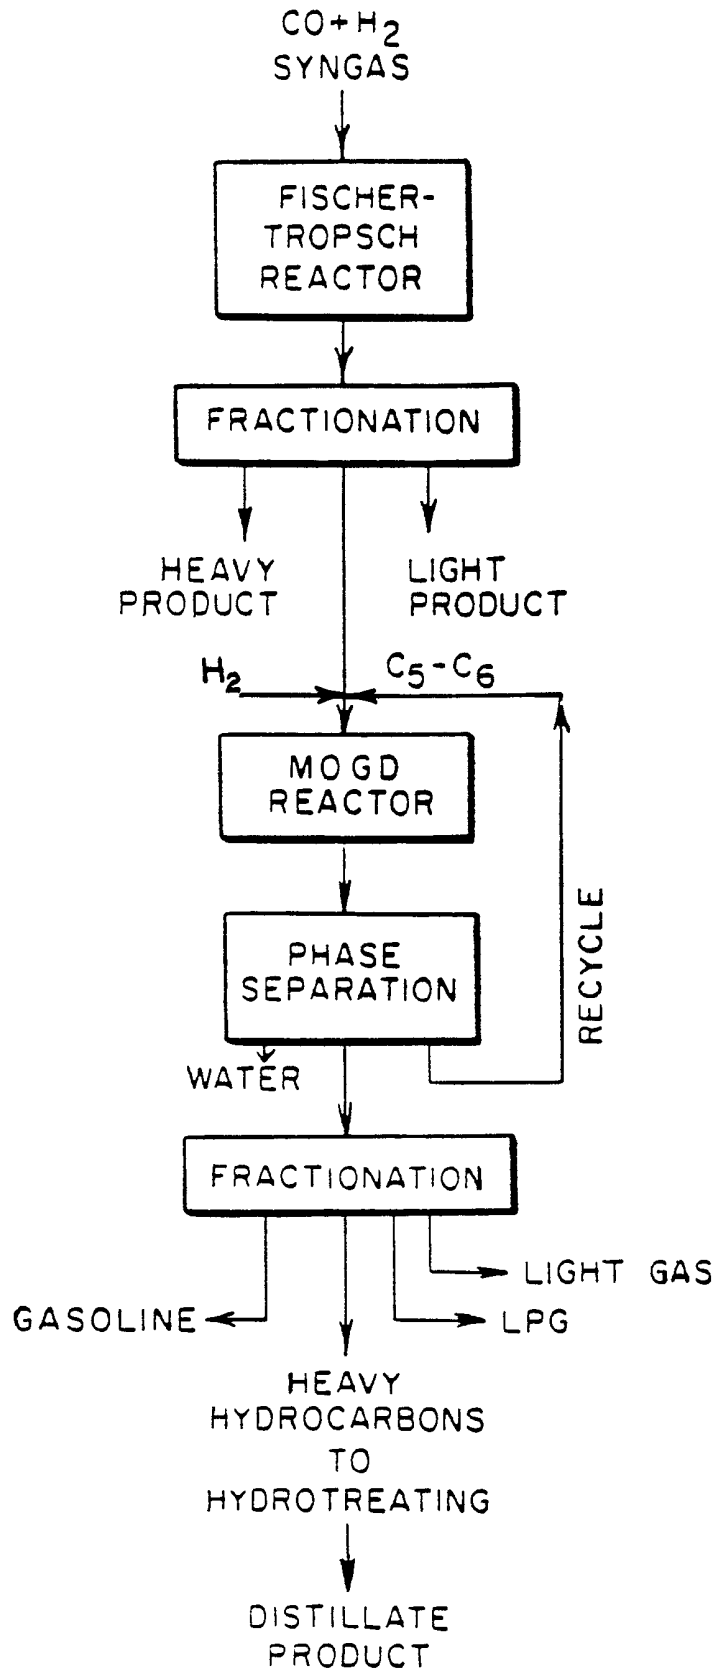 CO+H₂
SYNGAS
FISCHER-
TROPSCH
REACTOR
FRACTIONATION
HEAVY
PRODUCT
LIGHT
PRODUCT
H₂
C₅-C₆
MOGD
REACTOR
PHASE
SEPARATION
RECYCLE
WATER
FRACTIONATION
LIGHT GAS
GASOLINE
LPG
HEAVY
HYDROCARBONS
TO
HYDROTREATING
DISTILLATE
PRODUCT